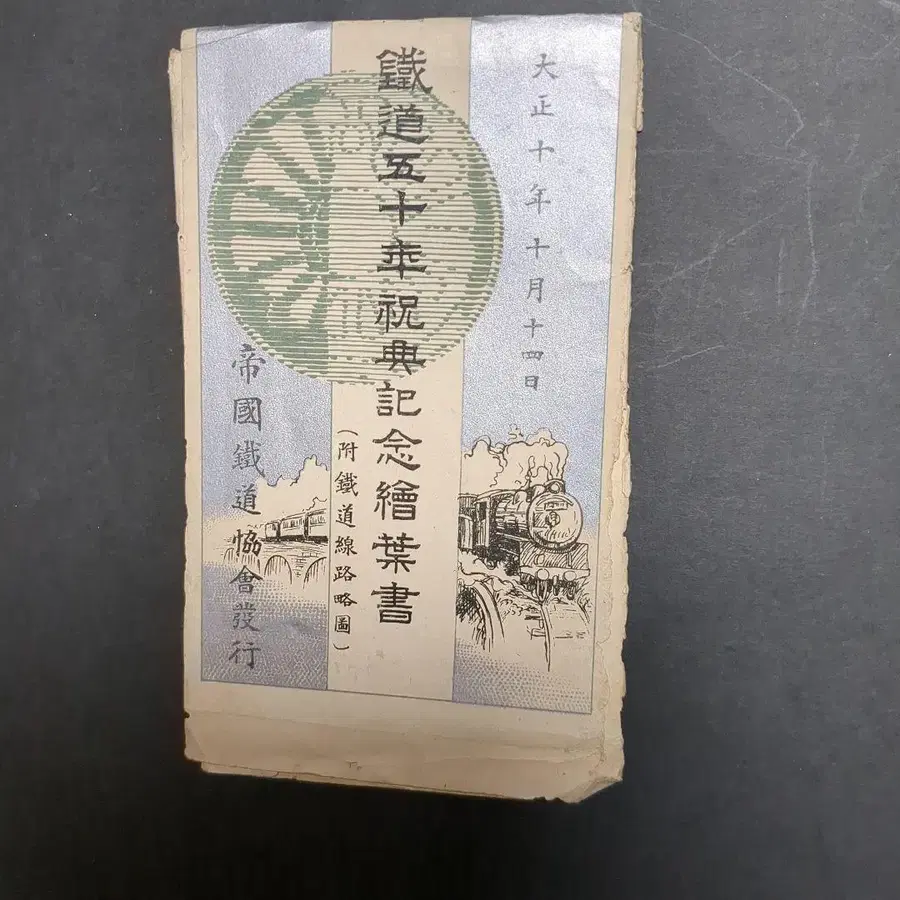 大正十年十月十四日
鐵道五十年祝典記念繪葉書
(附鐵道線路略圖)
帝國鐵道協會發行